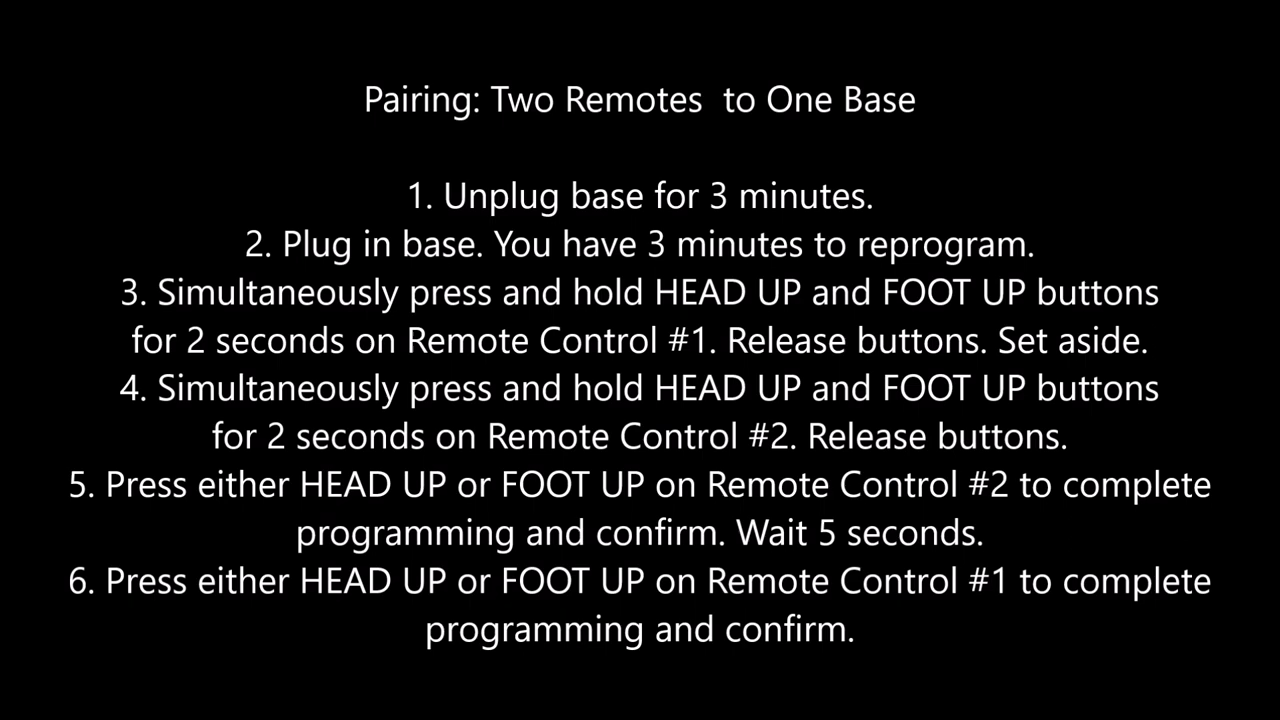 Pairing: Two Remotes  to One Base
1. Unplug base for 3 minutes.
2. Plug in base. You have 3 minutes to reprogram.
3. Simultaneously press and hold HEAD UP and FOOT UP buttons
for 2 seconds on Remote Control #1. Release buttons. Set aside.
4. Simultaneously press and hold HEAD UP and FOOT UP buttons
for 2 seconds on Remote Control #2. Release buttons.
5. Press either HEAD UP or FOOT UP on Remote Control #2 to complete
programming and confirm. Wait 5 seconds.
6. Press either HEAD UP or FOOT UP on Remote Control #1 to complete
programming and confirm.